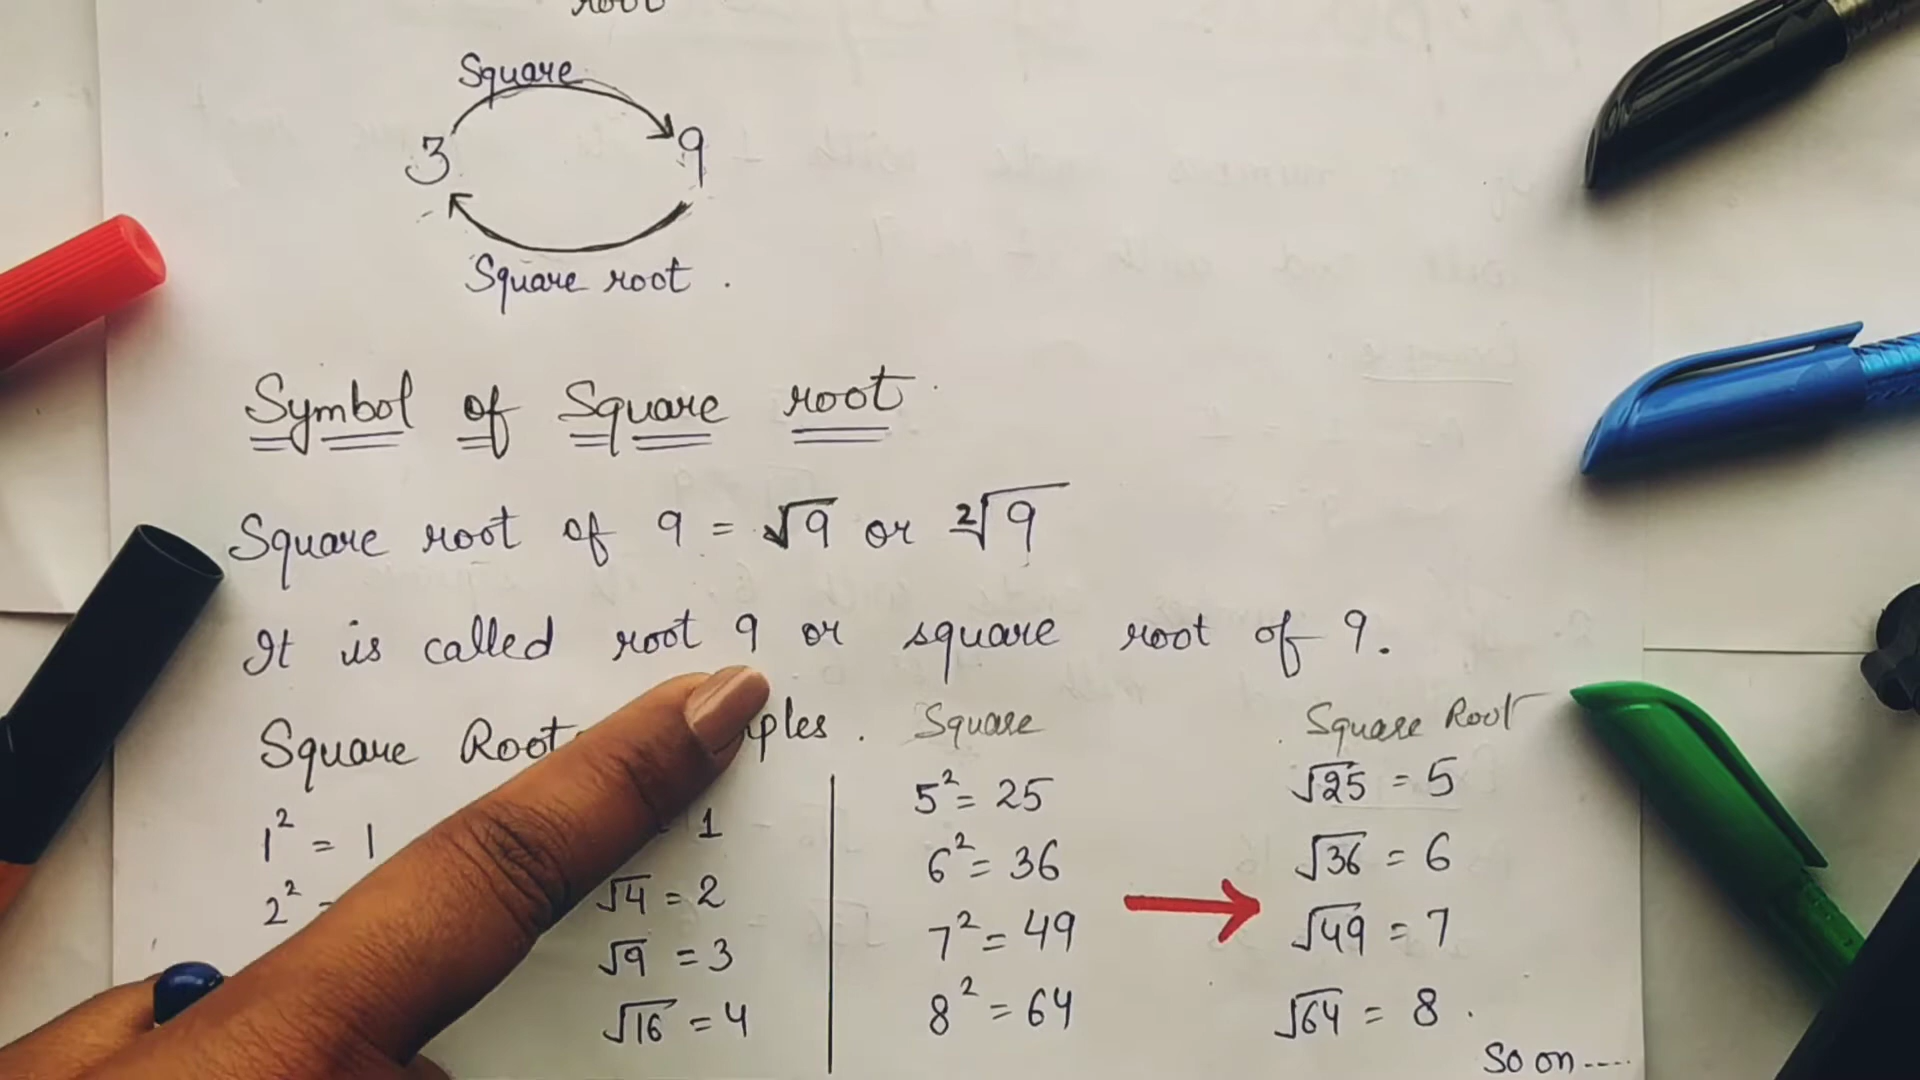 root
Square
3 9
Square root .
Symbol of Square root
Square root of 9 = √9 or ²√9
It is called root 9 or square root of 9.
Square Root ples . Square Square Root
1² = 1 = 1 5² = 25 √25 = 5
2² = √4 = 2 6² = 36 √36 = 6
√9 = 3 7² = 49 √49 = 7
√16 = 4 8² = 64 √64 = 8 .
So on ----